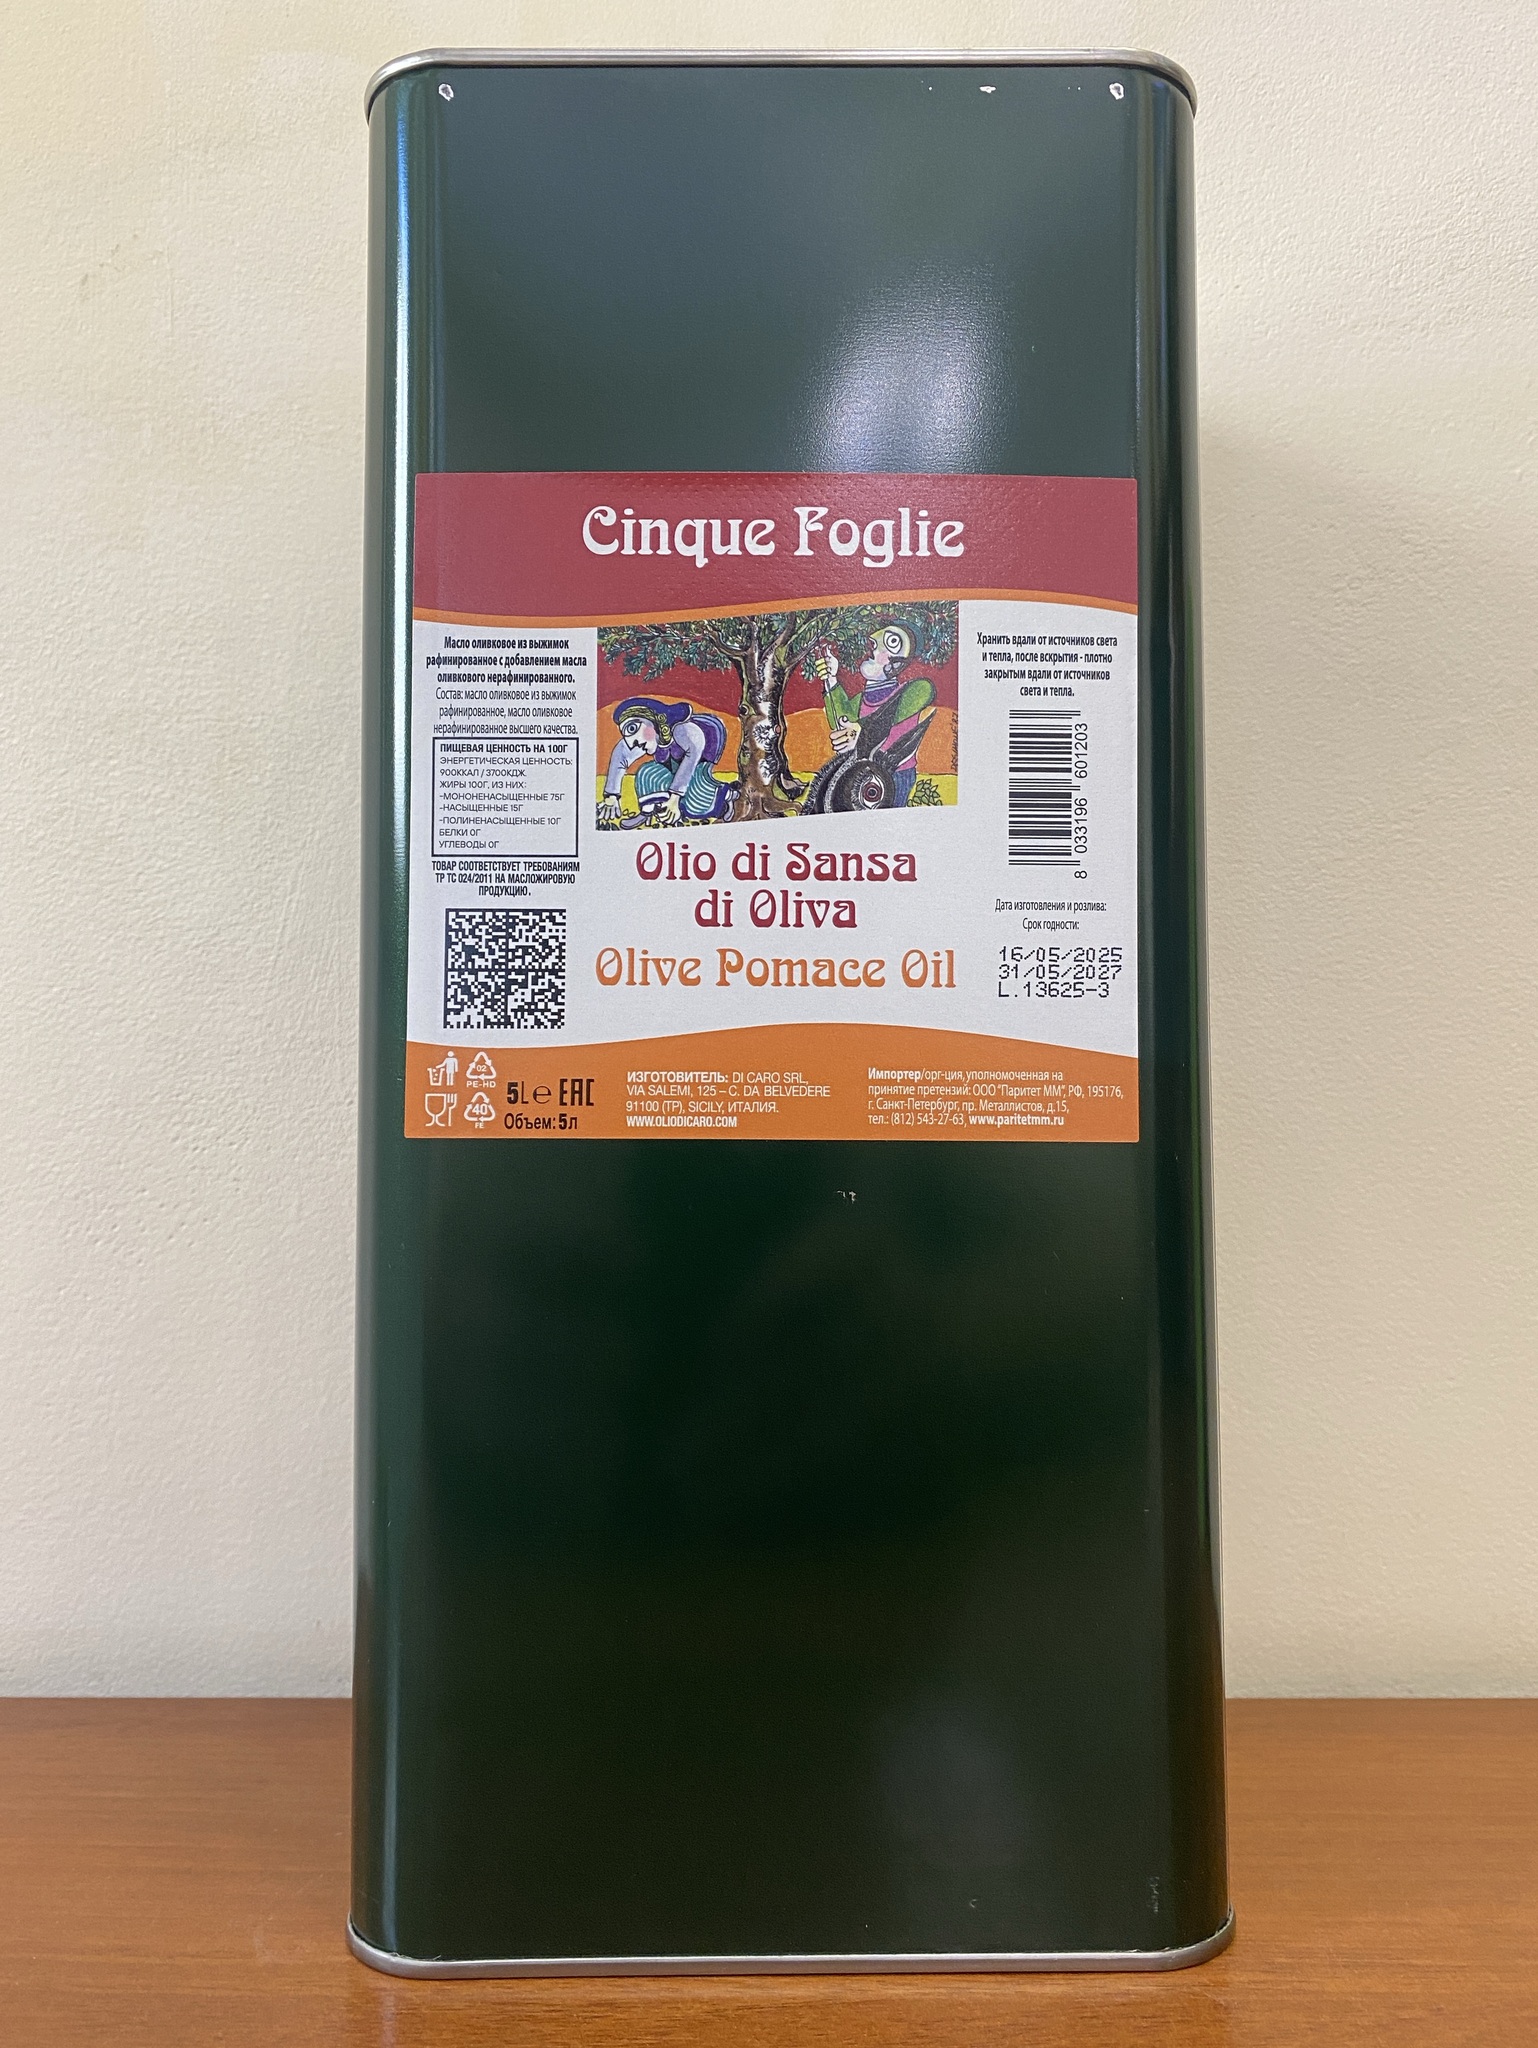 Cinque Foglie
Масло оливковое из выжимок
рафинированное с добавлением масла
оливкового нерафинированного.
Состав: масло оливковое из выжимок
рафинированное, масло оливковое
нерафинированное высшего качества.
ПИЩЕВАЯ ЦЕННОСТЬ НА 100Г
ЭНЕРГЕТИЧЕСКАЯ ЦЕННОСТЬ:
900ККАЛ / 3700КДЖ.
ЖИРЫ 100Г, ИЗ НИХ:
-МОНОНЕНАСЫЩЕННЫЕ 75Г
-НАСЫЩЕННЫЕ 15Г
-ПОЛИНЕНАСЫЩЕННЫЕ 10Г
БЕЛКИ 0Г
УГЛЕВОДЫ 0Г
ТОВАР СООТВЕТСТВУЕТ ТРЕБОВАНИЯМ
ТР ТС 024/2011 НА МАСЛОЖИРОВУЮ
ПРОДУКЦИЮ.
Olio di Sansa
di Oliva
Olive Pomace Oil
Хранить вдали от источников света
и тепла, после вскрытия - плотно
закрытым вдали от источников
света и тепла.
8 033196 601203
Дата изготовления и розлива:
Срок годности:
16/05/2025
31/05/2027
L.13625-3
02
PE-HD
40
FE
5L℮ EAC
Объем: 5л
ИЗГОТОВИТЕЛЬ: DI CARO SRL,
VIA SALEMI, 125 – C. DA BELVEDERE
91100 (TP), SICILY, ИТАЛИЯ.
WWW.OLIODICARO.COM
Импортер/орг-ция, уполномоченная на
принятие претензий: ООО "Паритет ММ", РФ, 195176,
г. Санкт-Петербург, пр. Металлистов, д.15,
тел.: (812) 543-27-63, www.paritetmm.ru